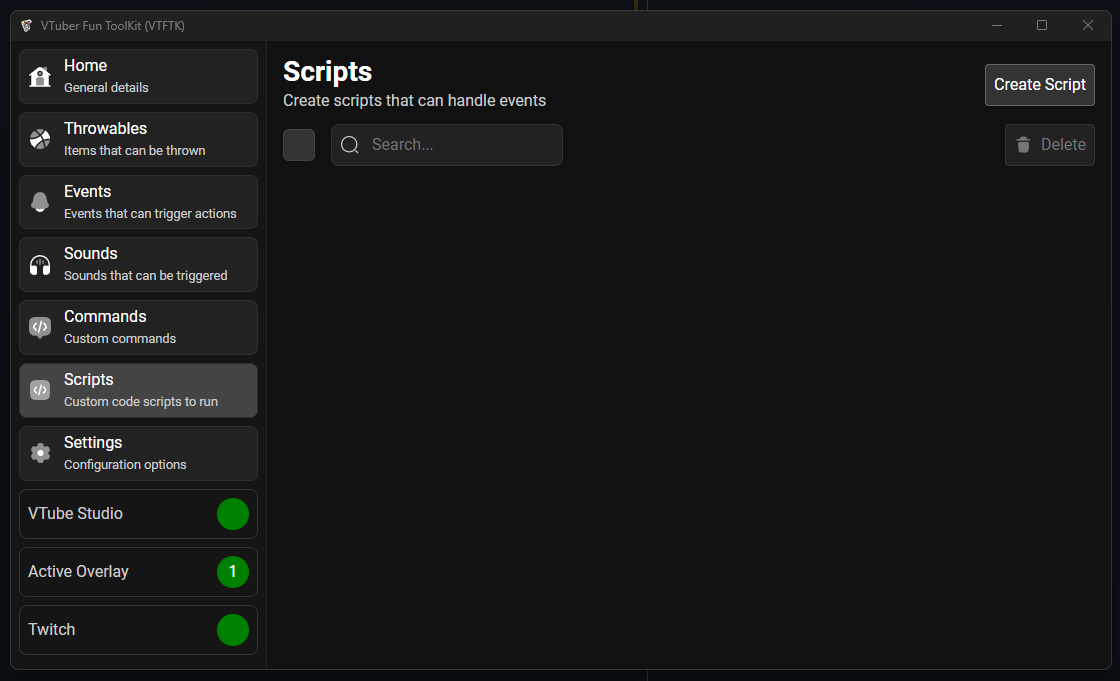 VTuber Fun ToolKit (VTFTK)
Home
General details
Throwables
Items that can be thrown
Events
Events that can trigger actions
Sounds
Sounds that can be triggered
Commands
Custom commands
Scripts
Custom code scripts to run
Settings
Configuration options
VTube Studio
Active Overlay 1
Twitch
Scripts
Create scripts that can handle events
Create Script
Search...
Delete